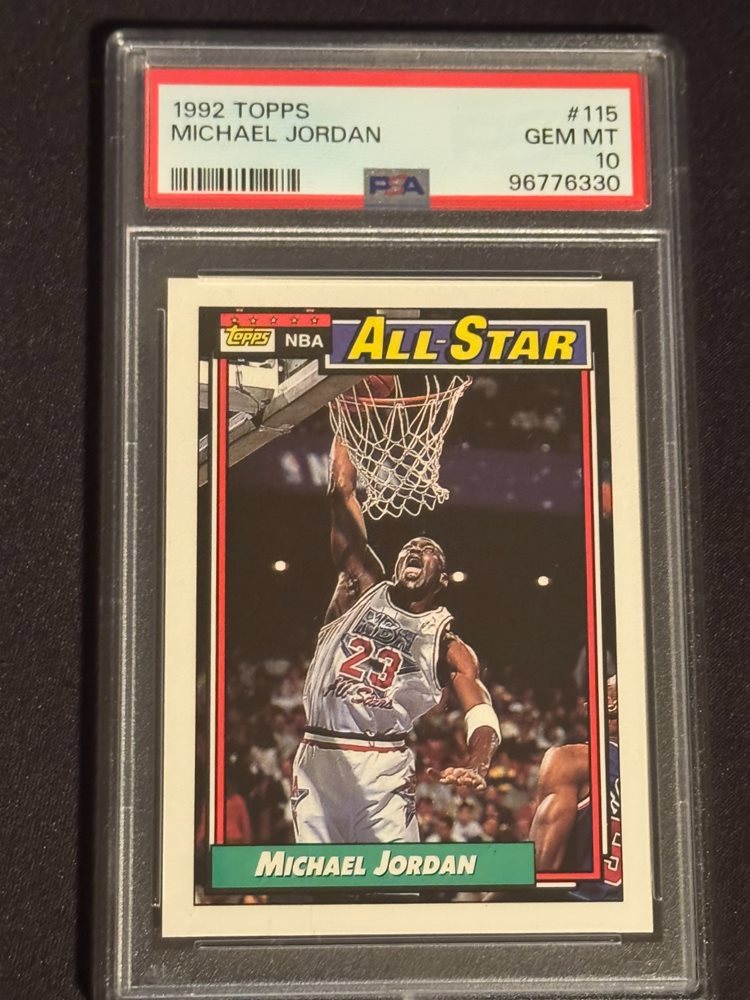 1992 TOPPS #115
MICHAEL JORDAN GEM MT
10
PSA 96776330
TOPPS NBA ALL-STAR
NBA
23
All-Stars
MICHAEL JORDAN